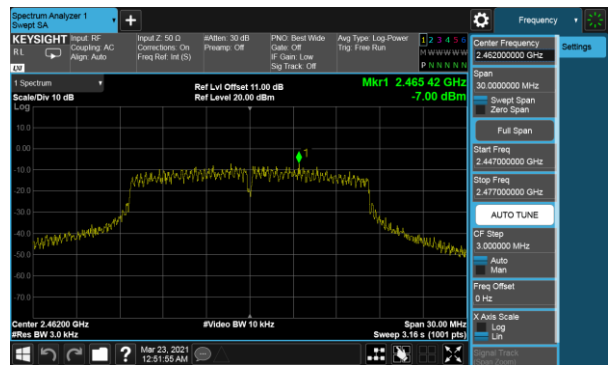 Spectrum Analyzer 1
Swept SA
+
Frequency
KEYSIGHT
RL
Input: RF
Coupling: AC
Align: Auto
Input Z: 50 Ω
Corrections: On
Freq Ref: Int (S)
#Atten: 30 dB
Preamp: Off
PNO: Best Wide
Gate: Off
IF Gain: Low
Sig Track: Off
Avg Type: Log-Power
Trig: Free Run
1 2 3 4 5 6
M W W W W W
P N N N N N
LXI
1 Spectrum
Scale/Div 10 dB
Log
Ref Lvl Offset 11.00 dB
Ref Level 20.00 dBm
Mkr1 2.465 42 GHz
-7.00 dBm
10.0
0.00
-10.0
-20.0
-30.0
-40.0
-50.0
-60.0
-70.0
1
Center 2.46200 GHz
#Res BW 3.0 kHz
#Video BW 10 kHz
Span 30.00 MHz
Sweep 3.16 s (1001 pts)
Center Frequency
2.462000000 GHz
Settings
Span
30.0000000 MHz
Swept Span
Zero Span
Full Span
Start Freq
2.447000000 GHz
Stop Freq
2.477000000 GHz
AUTO TUNE
CF Step
3.000000 MHz
Auto
Man
Freq Offset
0 Hz
X Axis Scale
Log
Lin
Signal Track
(Span Zoom)
?
Mar 23, 2021
12:51:55 AM